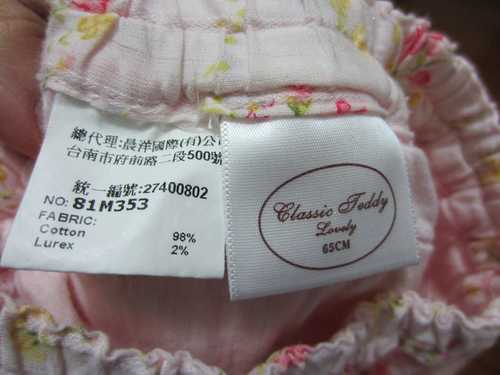 總代理:晨洋國際(有)公
台南市府前路二段500號
統一編號:27400802
NO: 81M353
FABRIC:
Cotton 98%
Lurex 2%
Classic Teddy
Lovely
65CM